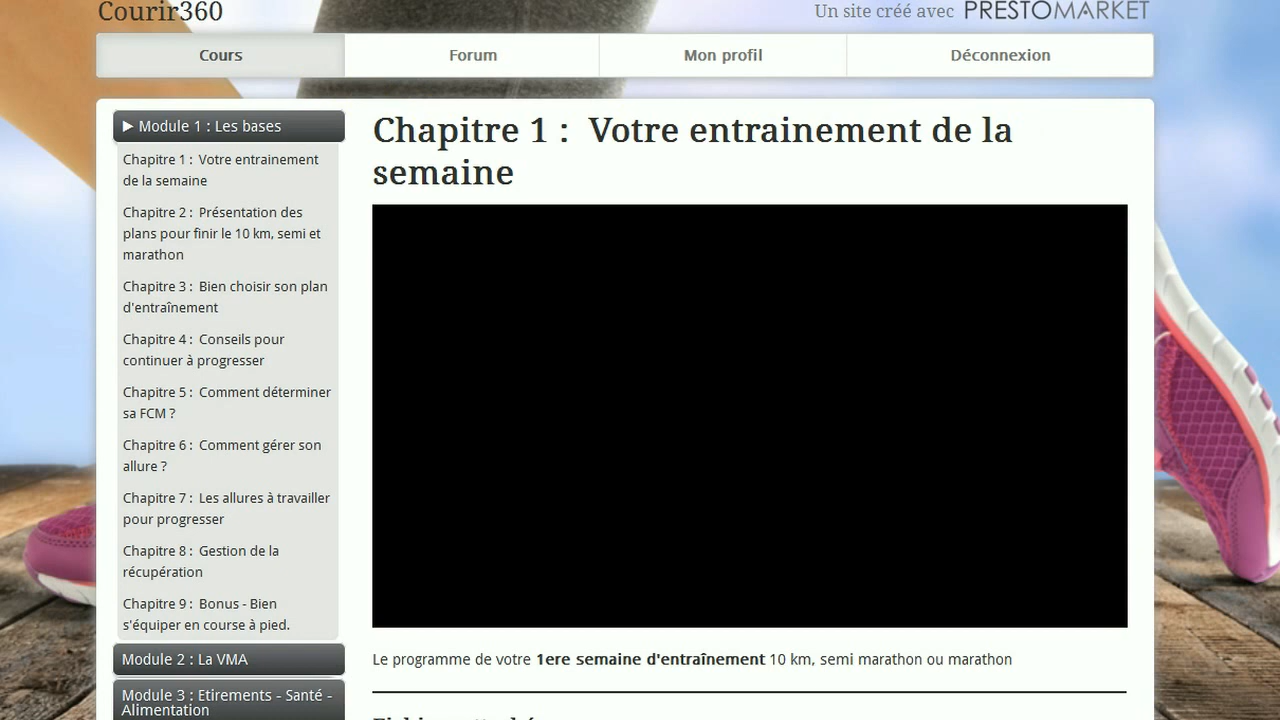 Courir360
Un site créé avec PRESTOMARKET
Cours
Forum
Mon profil
Déconnexion
▶ Module 1 : Les bases
Chapitre 1 : Votre entrainement
de la semaine
Chapitre 2 : Présentation des
plans pour finir le 10 km, semi et
marathon
Chapitre 3 : Bien choisir son plan
d'entraînement
Chapitre 4 : Conseils pour
continuer à progresser
Chapitre 5 : Comment déterminer
sa FCM ?
Chapitre 6 : Comment gérer son
allure ?
Chapitre 7 : Les allures à travailler
pour progresser
Chapitre 8 : Gestion de la
récupération
Chapitre 9 : Bonus - Bien
s'équiper en course à pied.
Module 2 : La VMA
Module 3 : Etirements - Santé -
Alimentation
Chapitre 1 : Votre entrainement de la
semaine
Le programme de votre 1ere semaine d'entraînement 10 km, semi marathon ou marathon